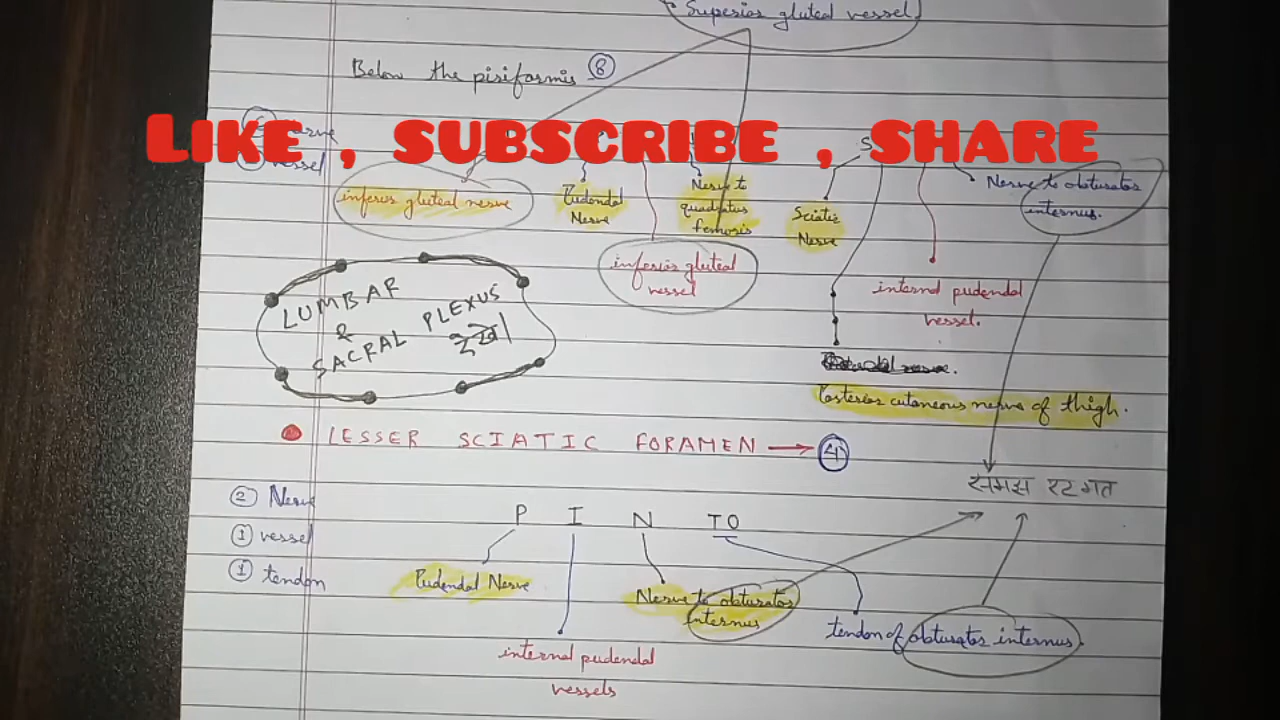 Superior gluteal vessel.
Below the pisiformis 8
LIKE , SUBSCRIBE , SHARE
vessel
S
Nerve to obturator
internus.
inferior gluteal nerve
Pudendal
Nerve
Nerve to
quadratus
femoris
Sciatic
Nerve
inferior gluteal
vessel
internal pudendal
vessel.
LUMBAR
&
SACRAL PLEXUS
Posterior cutaneous nerve of thigh.
LESSER SCIATIC FORAMEN → 4
समझ रटगत
2 Nerve
1 vessel
1 tendon
P I N TO
Pudendal Nerve
Nerve to obturator
internus
tendon of obturator internus.
internal pudendal
vessels